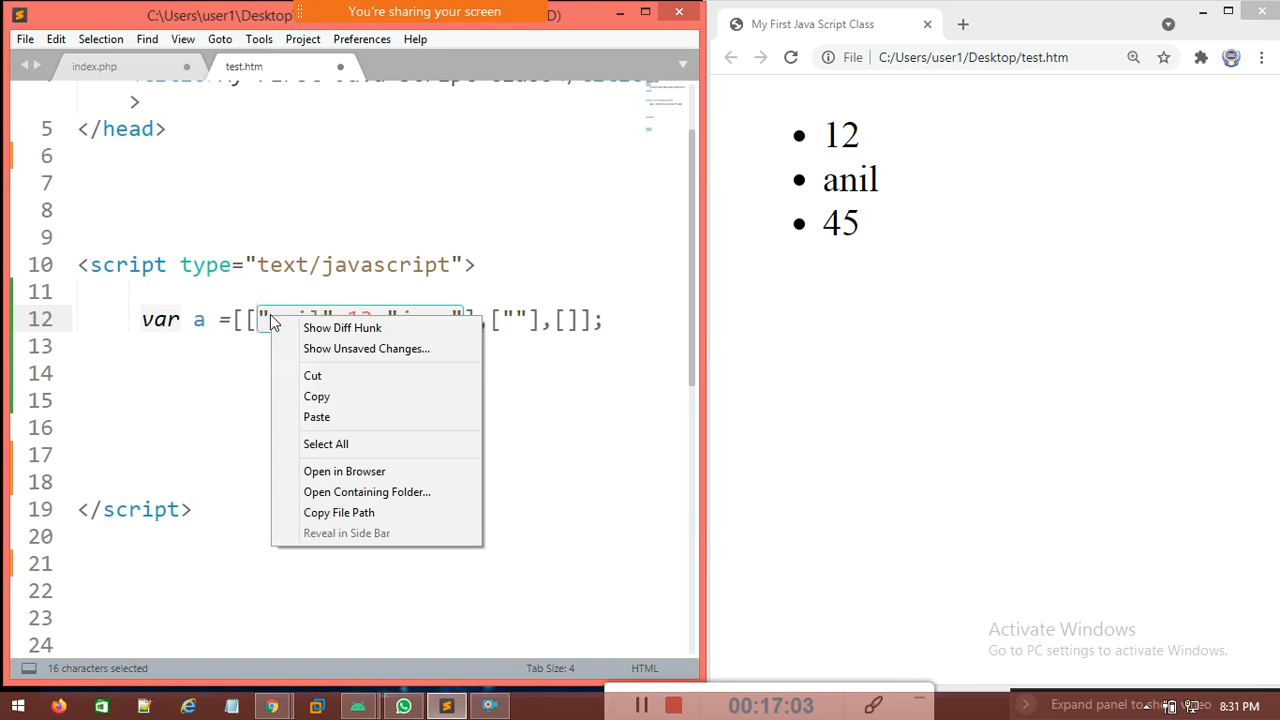 C:\Users\user1\Desktop
You're sharing your screen
D)
File Edit Selection Find View Goto Tools Project Preferences Help
index.php
test.htm
>
5 </head>
6
7
8
9
10 <script type="text/javascript">
11
12 var a =[[" ],[""],[]];
13
14
15
16
17
18
19 </script>
20
21
22
23
24
Show Diff Hunk
Show Unsaved Changes...
Cut
Copy
Paste
Select All
Open in Browser
Open Containing Folder...
Copy File Path
Reveal in Side Bar
16 characters selected
Tab Size: 4
HTML
My First Java Script Class
File C:/Users/user1/Desktop/test.htm
• 12
• anil
• 45
Activate Windows
Go to PC settings to activate Windows.
00:17:03
Expand panel to
8:31 PM